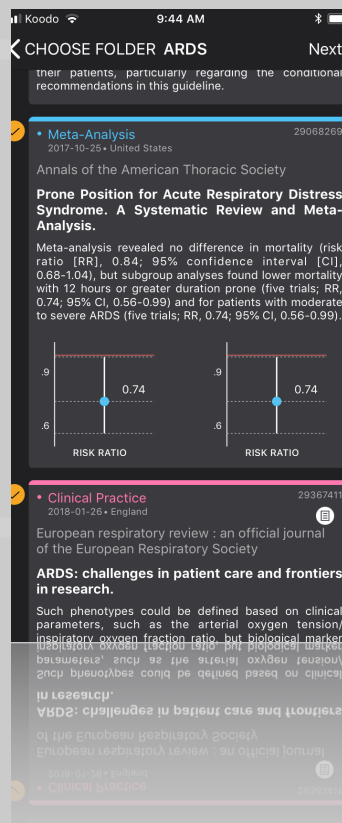 Koodo 9:44 AM
CHOOSE FOLDER ARDS Next
their patients, particularly regarding the conditional
recommendations in this guideline.
• Meta-Analysis 29068269
2017-10-25 • United States
Annals of the American Thoracic Society
Prone Position for Acute Respiratory Distress
Syndrome. A Systematic Review and Meta-
Analysis.
Meta-analysis revealed no difference in mortality (risk
ratio [RR], 0.84; 95% confidence interval [CI],
0.68-1.04), but subgroup analyses found lower mortality
with 12 hours or greater duration prone (five trials; RR,
0.74; 95% CI, 0.56-0.99) and for patients with moderate
to severe ARDS (five trials; RR, 0.74; 95% CI, 0.56-0.99).
.9 .9
0.74 0.74
.6 .6
RISK RATIO RISK RATIO
• Clinical Practice 29367411
2018-01-26 • England
European respiratory review : an official journal
of the European Respiratory Society
ARDS: challenges in patient care and frontiers
in research.
Such phenotypes could be defined based on clinical
parameters, such as the arterial oxygen tension/
inspiratory oxygen fraction ratio, but biological marker